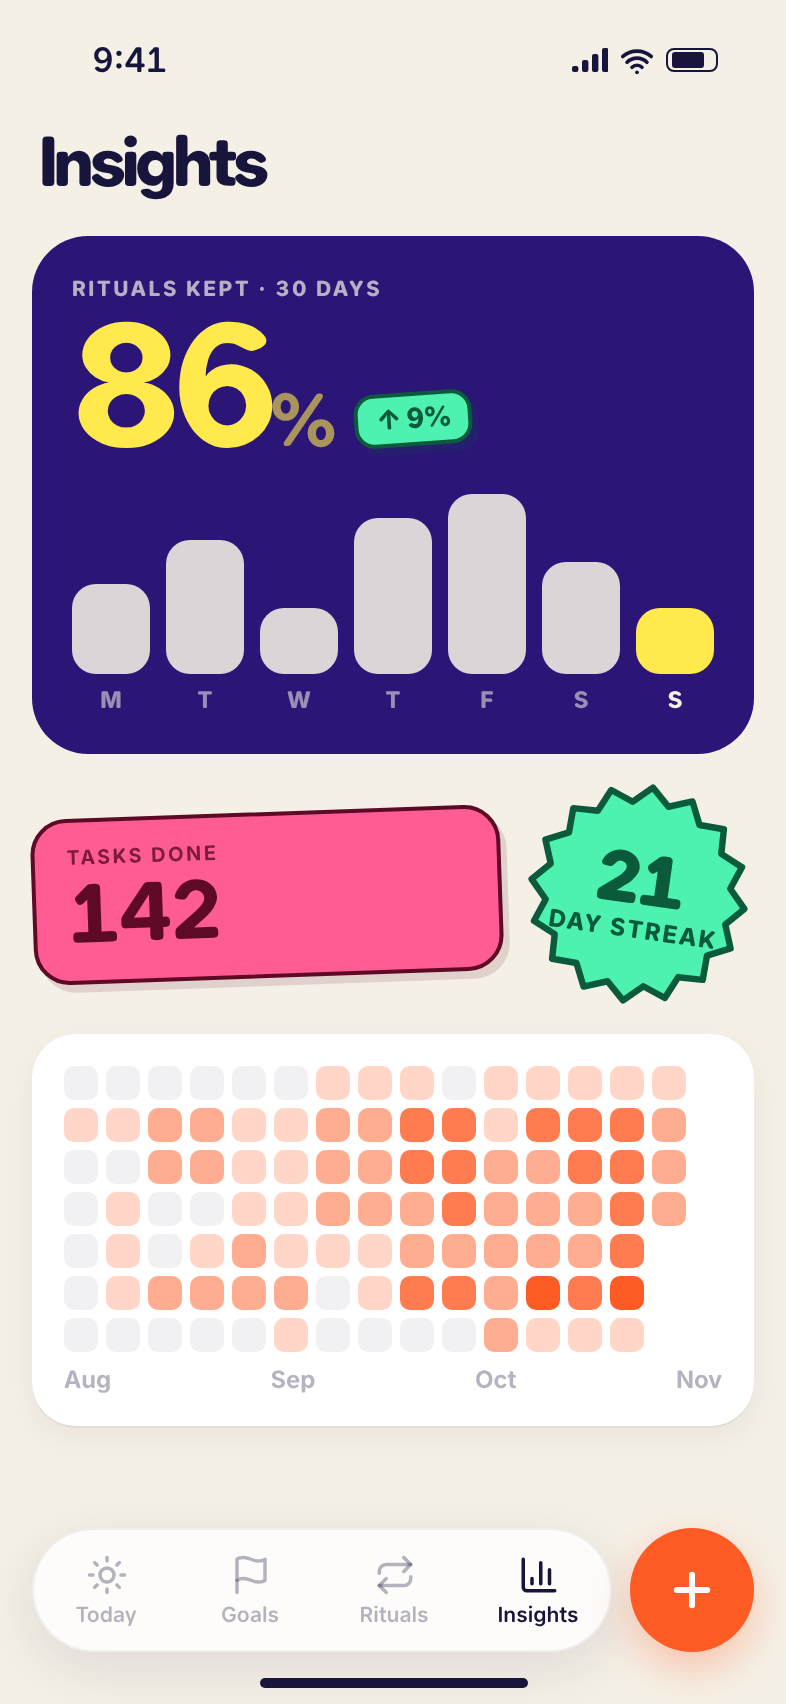 9:41
Insights
RITUALS KEPT · 30 DAYS
86%
↑ 9%
M T W T F S S
TASKS DONE
142
21
DAY STREAK
Aug Sep Oct Nov
Today Goals Rituals Insights